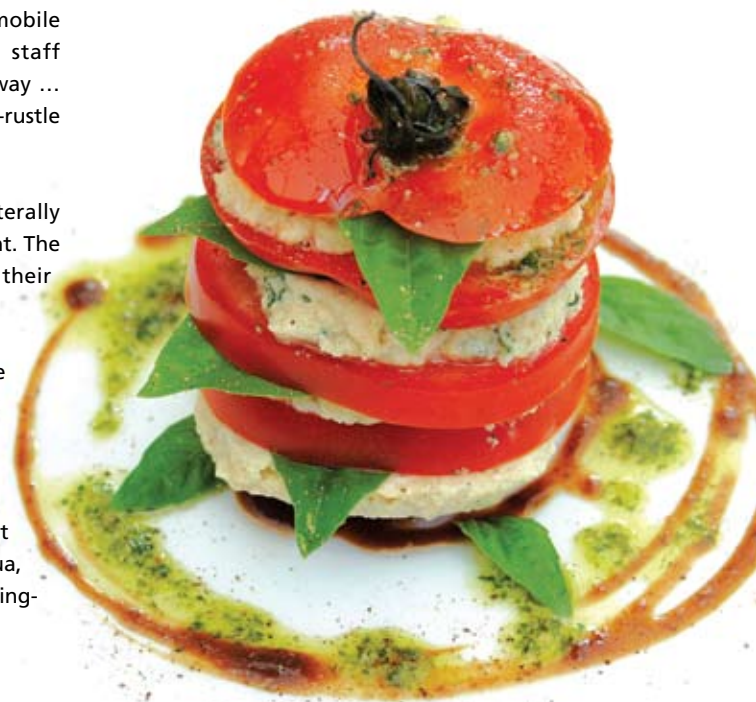 mobile
staff
way …
-rustle
terally
nt. The
their
e
t
ua,
ing-